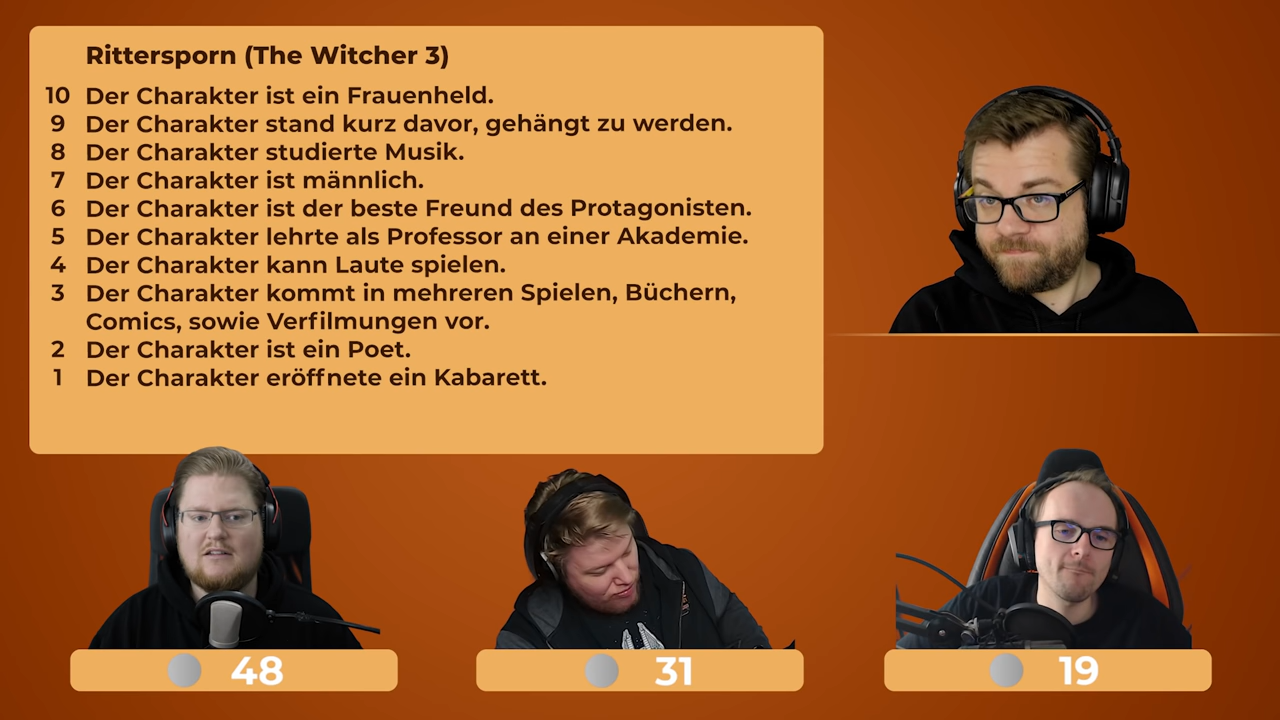 Rittersporn (The Witcher 3)
10 Der Charakter ist ein Frauenheld.
9 Der Charakter stand kurz davor, gehängt zu werden.
8 Der Charakter studierte Musik.
7 Der Charakter ist männlich.
6 Der Charakter ist der beste Freund des Protagonisten.
5 Der Charakter lehrte als Professor an einer Akademie.
4 Der Charakter kann Laute spielen.
3 Der Charakter kommt in mehreren Spielen, Büchern,
Comics, sowie Verfilmungen vor.
2 Der Charakter ist ein Poet.
1 Der Charakter eröffnete ein Kabarett.
48
31
19